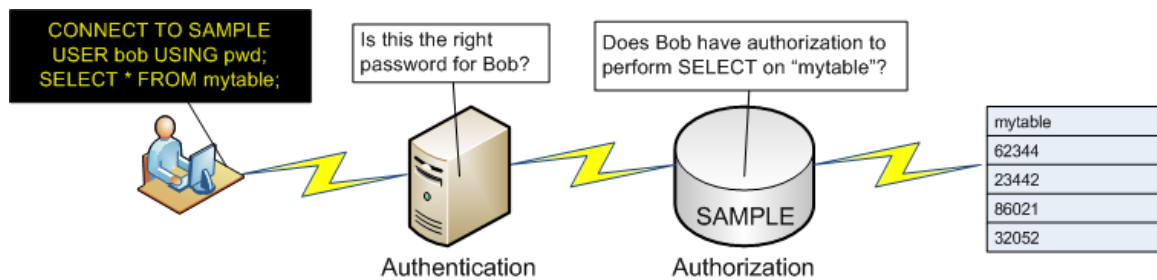 CONNECT TO SAMPLE
USER bob USING pwd;
SELECT * FROM mytable;
Is this the right
password for Bob?
Does Bob have authorization to
perform SELECT on “mytable”?
mytable
62344
23442
86021
32052
SAMPLE
Authentication
Authorization